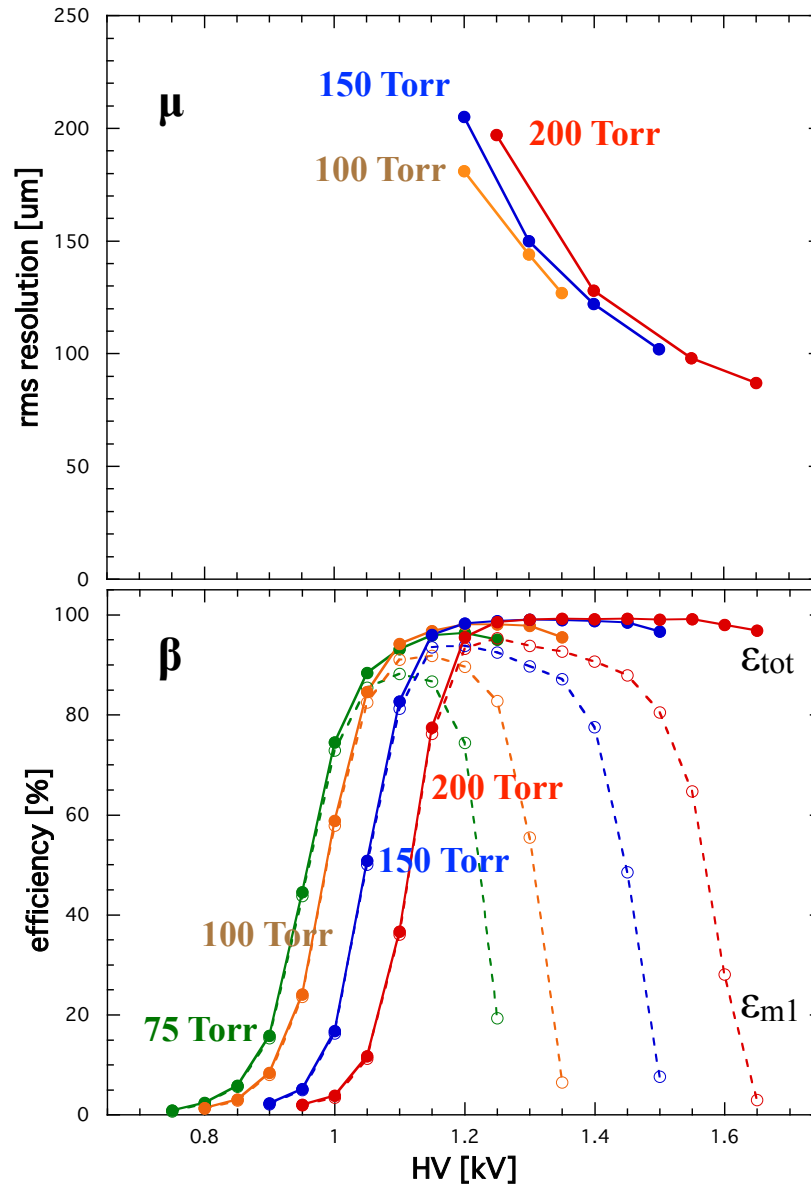 250
150 Torr
μ
200
200 Torr
100 Torr
150
rms resolution [um]
100
50
0
100
β
εtot
80
200 Torr
60
150 Torr
efficiency [%]
40
100 Torr
20
75 Torr
εm1
0
0.8 1 1.2 1.4 1.6
HV [kV]